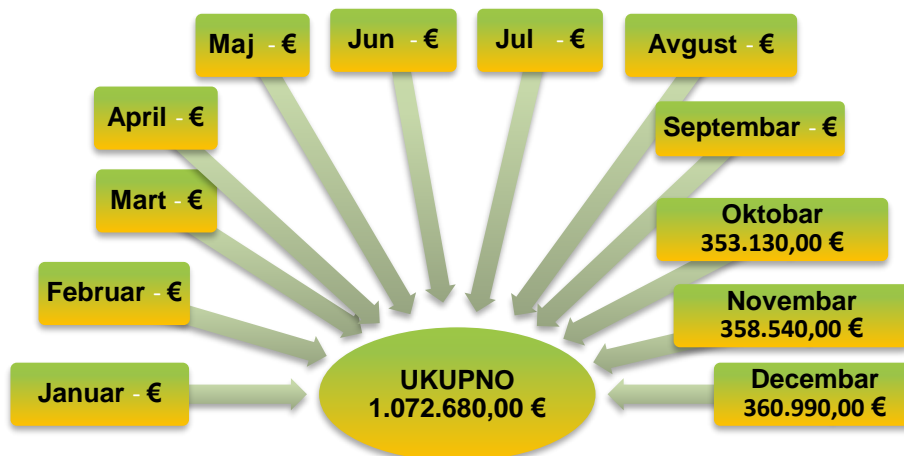 Januar - €
Februar - €
Mart - €
April - €
Maj - €
Jun - €
Jul - €
Avgust - €
Septembar - €
Oktobar
353.130,00 €
Novembar
358.540,00 €
Decembar
360.990,00 €
UKUPNO
1.072.680,00 €